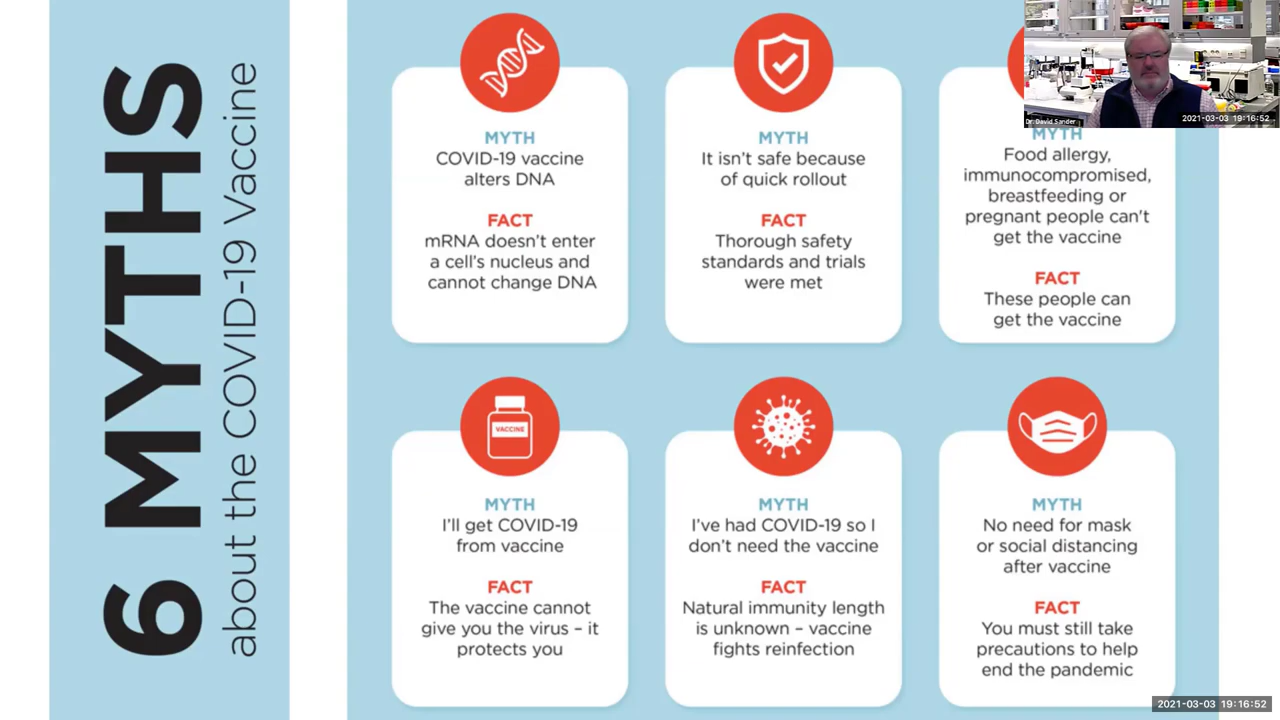 6 MYTHS
about the COVID-19 Vaccine
MYTH
COVID-19 vaccine
alters DNA
FACT
mRNA doesn't enter
a cell's nucleus and
cannot change DNA
MYTH
It isn't safe because
of quick rollout
FACT
Thorough safety
standards and trials
were met
Dr. David Sander
2021-03-03 19:16:52
MYTH
Food allergy,
immunocompromised,
breastfeeding or
pregnant people can't
get the vaccine
FACT
These people can
get the vaccine
VACCINE
MYTH
I'll get COVID-19
from vaccine
FACT
The vaccine cannot
give you the virus – it
protects you
MYTH
I've had COVID-19 so I
don't need the vaccine
FACT
Natural immunity length
is unknown – vaccine
fights reinfection
MYTH
No need for mask
or social distancing
after vaccine
FACT
You must still take
precautions to help
end the pandemic
2021-03-03 19:16:52